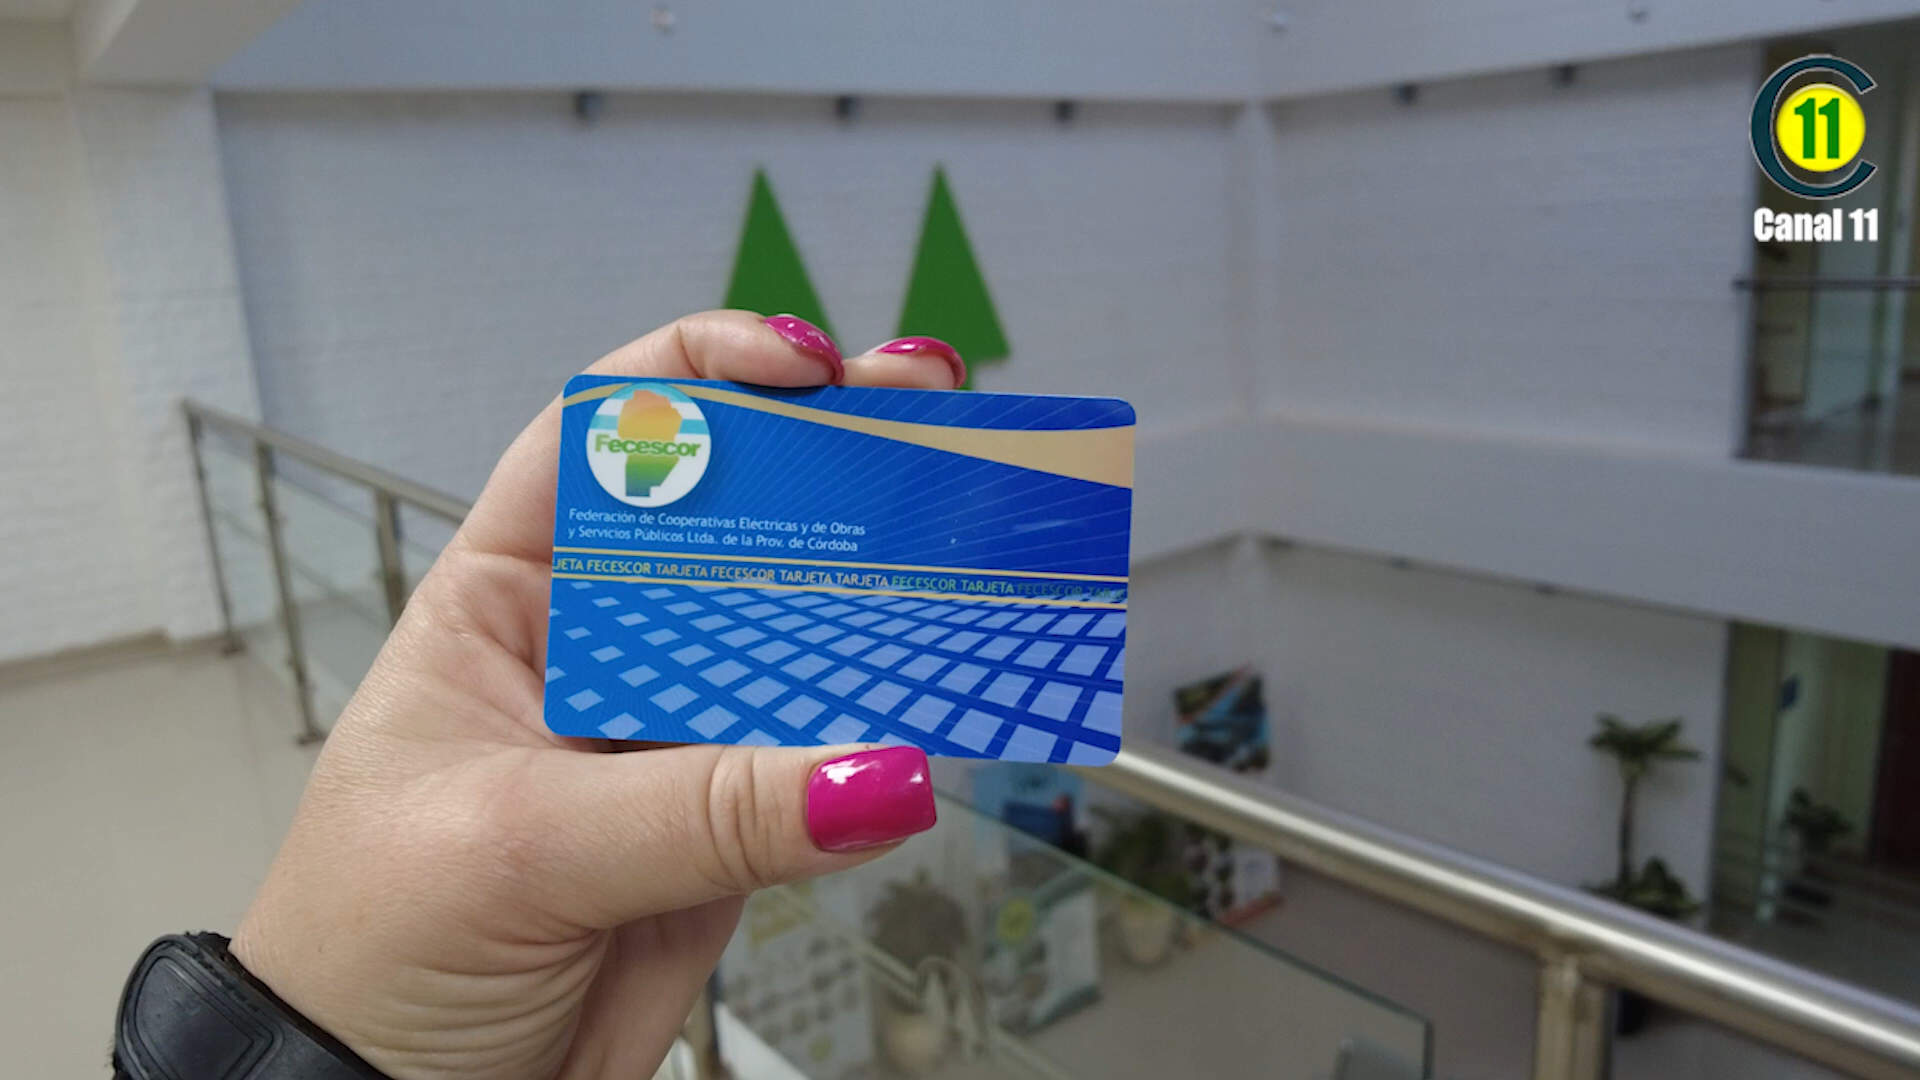 11
Canal 11
Fecescor
Federación de Cooperativas Eléctricas y de Obras
y Servicios Públicos Ltda. de la Prov. de Córdoba
JETA FECESCOR TARJETA FECESCOR TARJETA TARJETA FECESCOR TARJETA FECESCOR